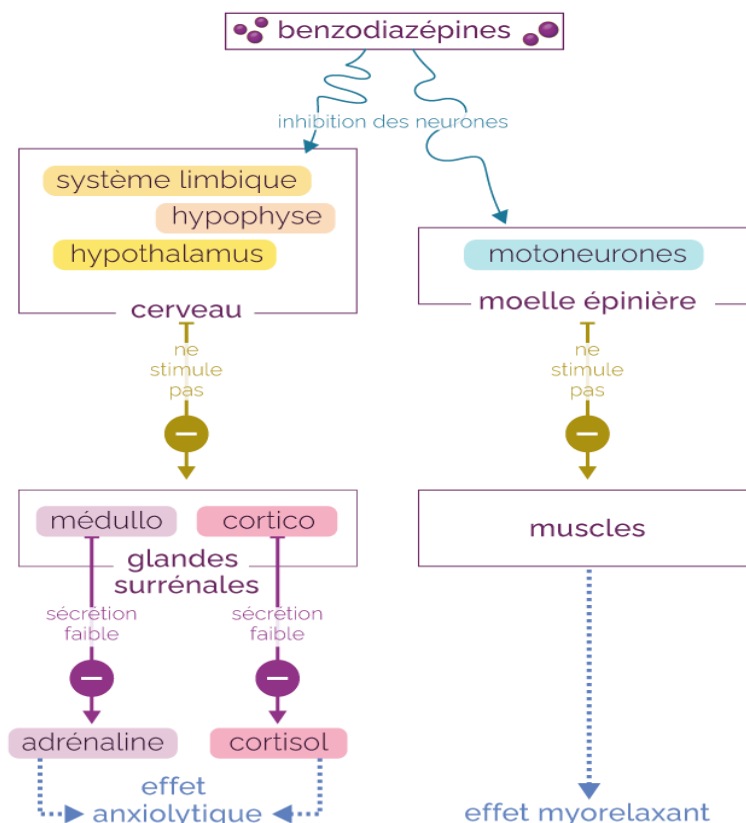 benzodiazépines
inhibition des neurones
système limbique
hypophyse
hypothalamus
cerveau
motoneurones
moelle épinière
ne
stimule
pas
ne
stimule
pas
médullo
cortico
glandes
surrénales
muscles
sécrétion
faible
sécrétion
faible
adrénaline
cortisol
effet
anxiolytique
effet myorelaxant